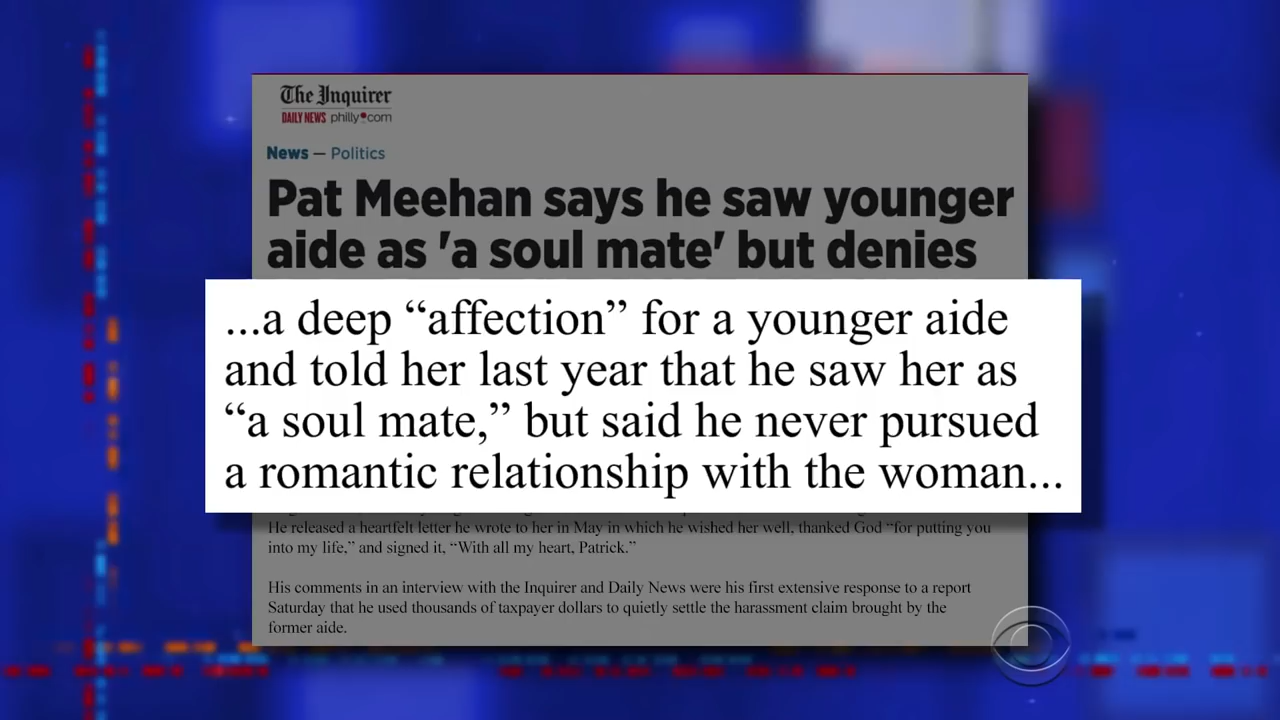 The Inquirer
DAILY NEWS philly.com
News — Politics
Pat Meehan says he saw younger
aide as 'a soul mate' but denies
...a deep “affection” for a younger aide
and told her last year that he saw her as
“a soul mate,” but said he never pursued
a romantic relationship with the woman...
He released a heartfelt letter he wrote to her in May in which he wished her well, thanked God “for putting you
into my life,” and signed it, “With all my heart, Patrick.”
His comments in an interview with the Inquirer and Daily News were his first extensive response to a report
Saturday that he used thousands of taxpayer dollars to quietly settle the harassment claim brought by the
former aide.